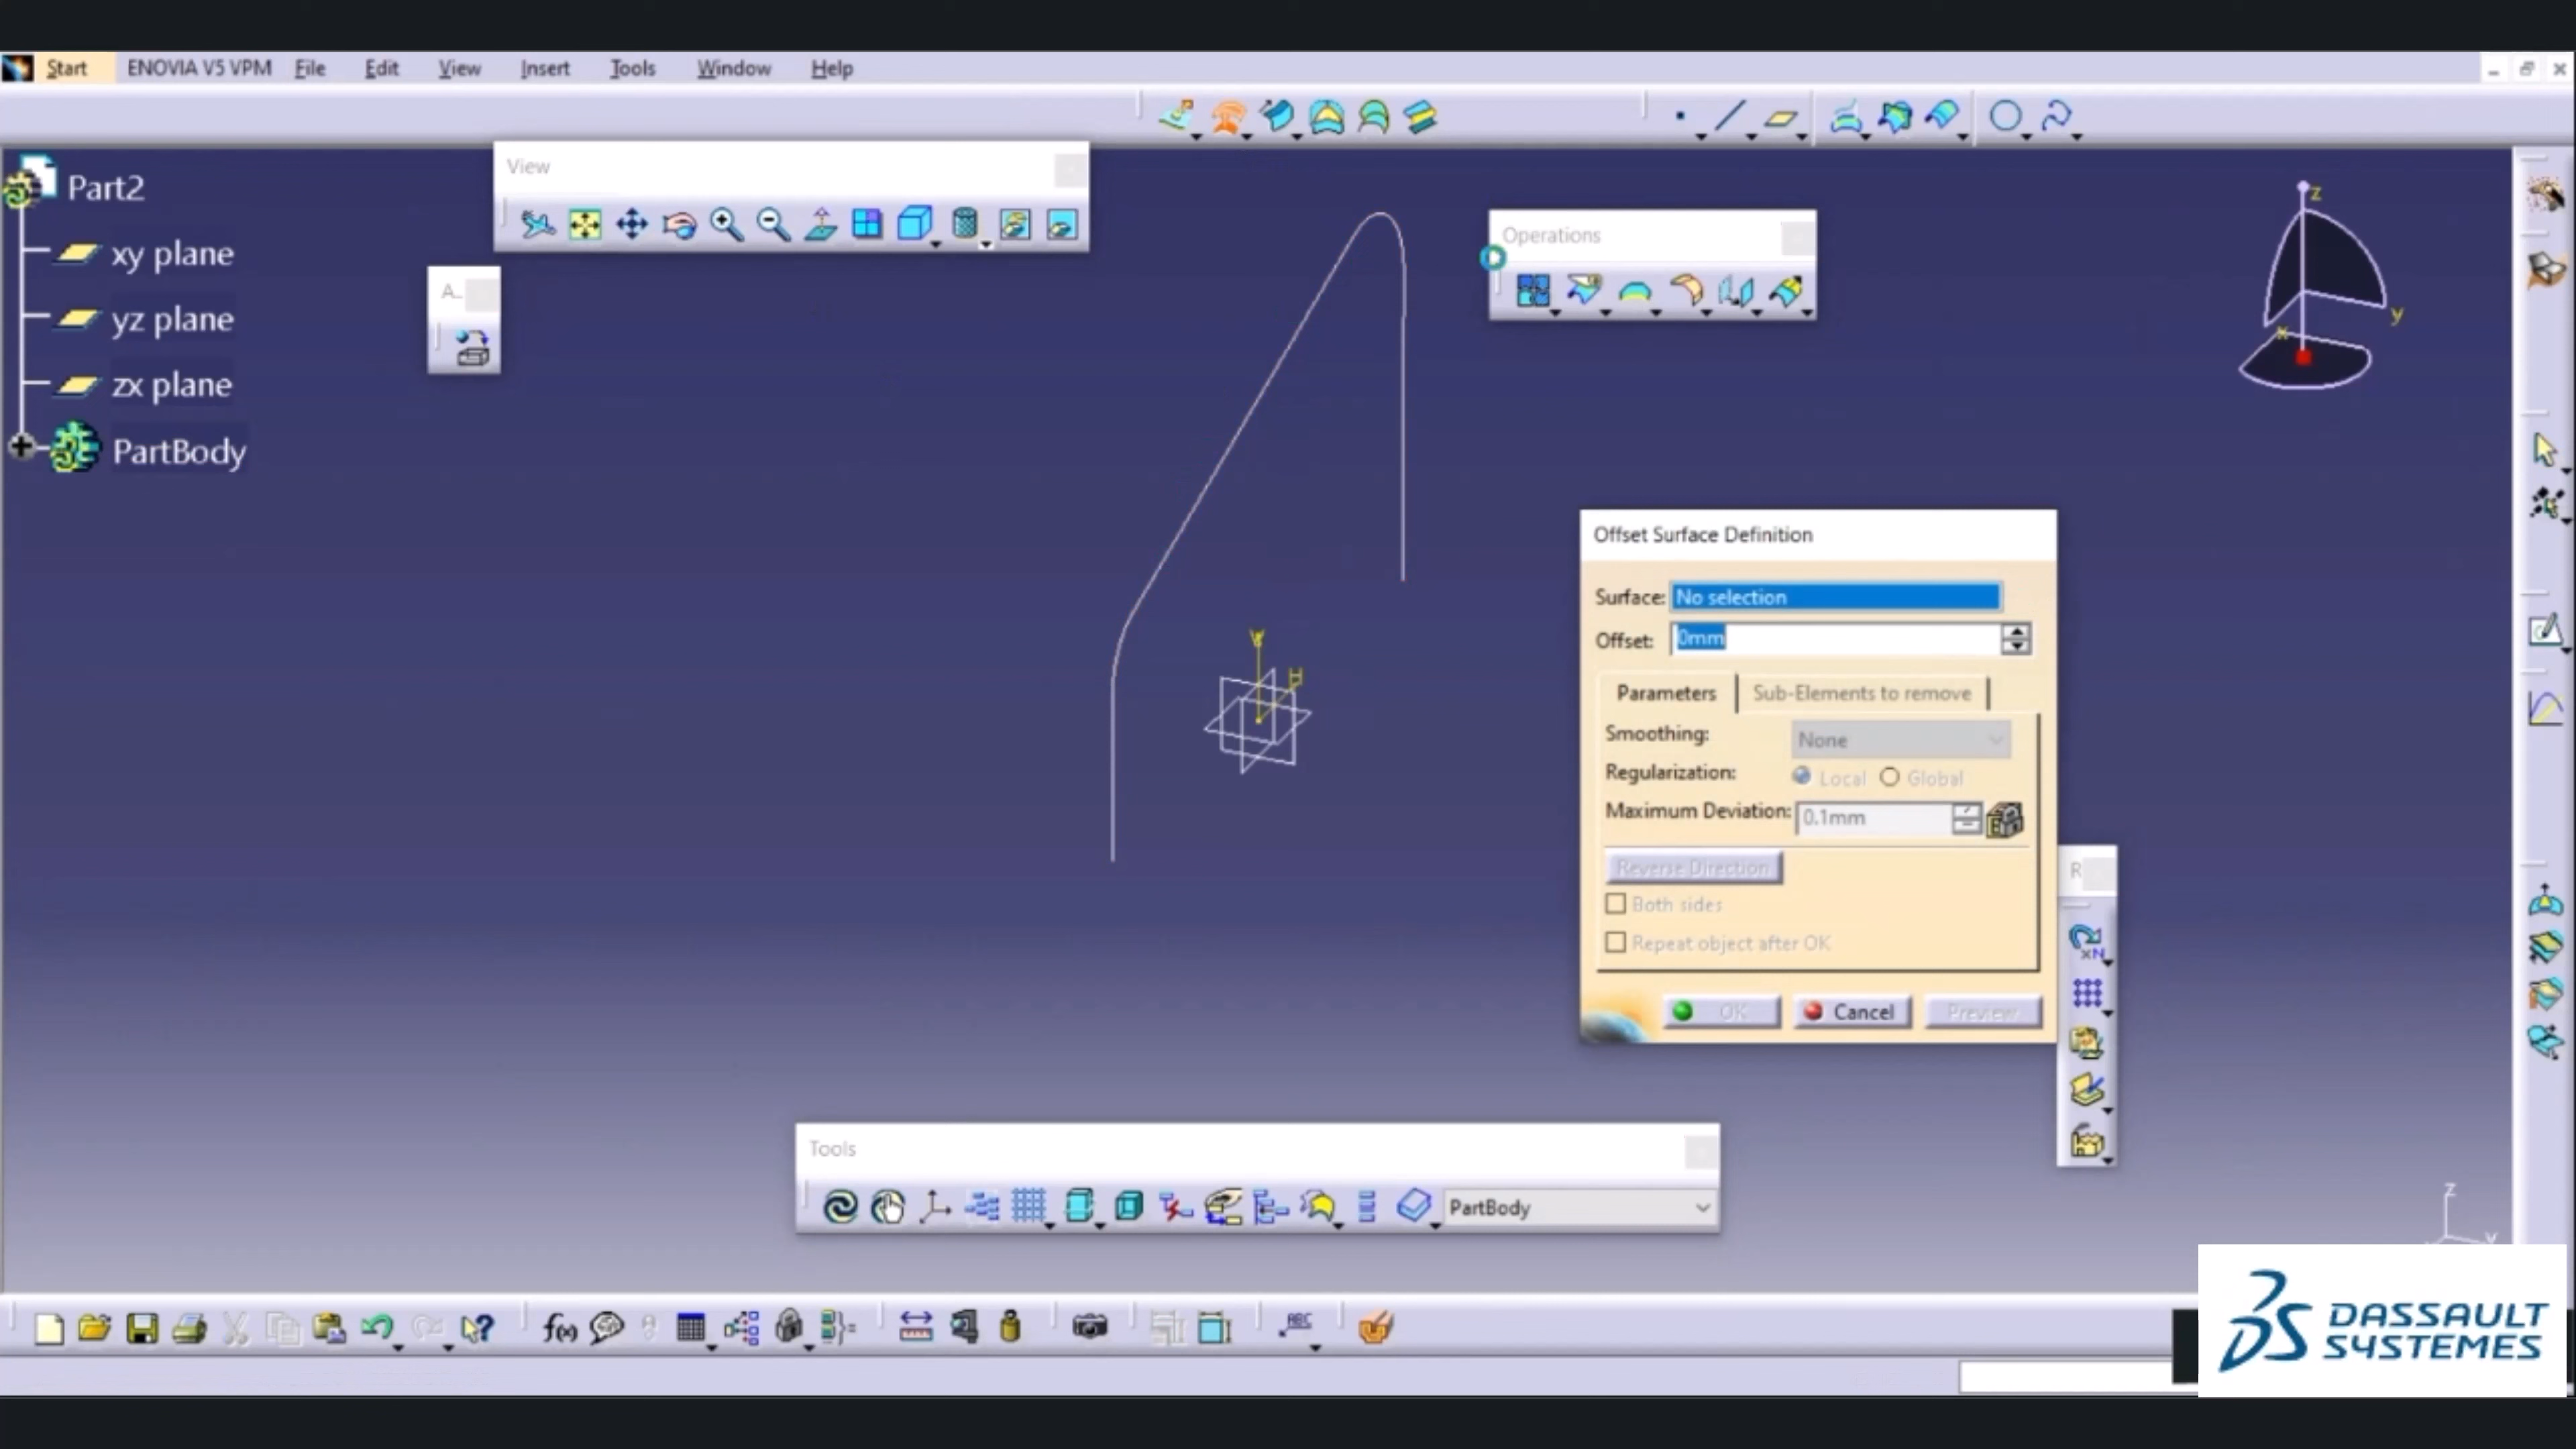 Start ENOVIA V5 VPM File Edit View Insert Tools Window Help
Part2
xy plane
yz plane
zx plane
PartBody
View
A...
Operations
z
y
x
V
H
Offset Surface Definition
Surface: No selection
Offset: 0mm
Parameters Sub-Elements to remove
Smoothing: None
Regularization: Local Global
Maximum Deviation: 0.1mm
Reverse Direction
Both sides
Repeat object after OK
OK Cancel Preview
R
xN
Tools
PartBody
z
y
f(x)
ABC
DASSAULT
SYSTEMES